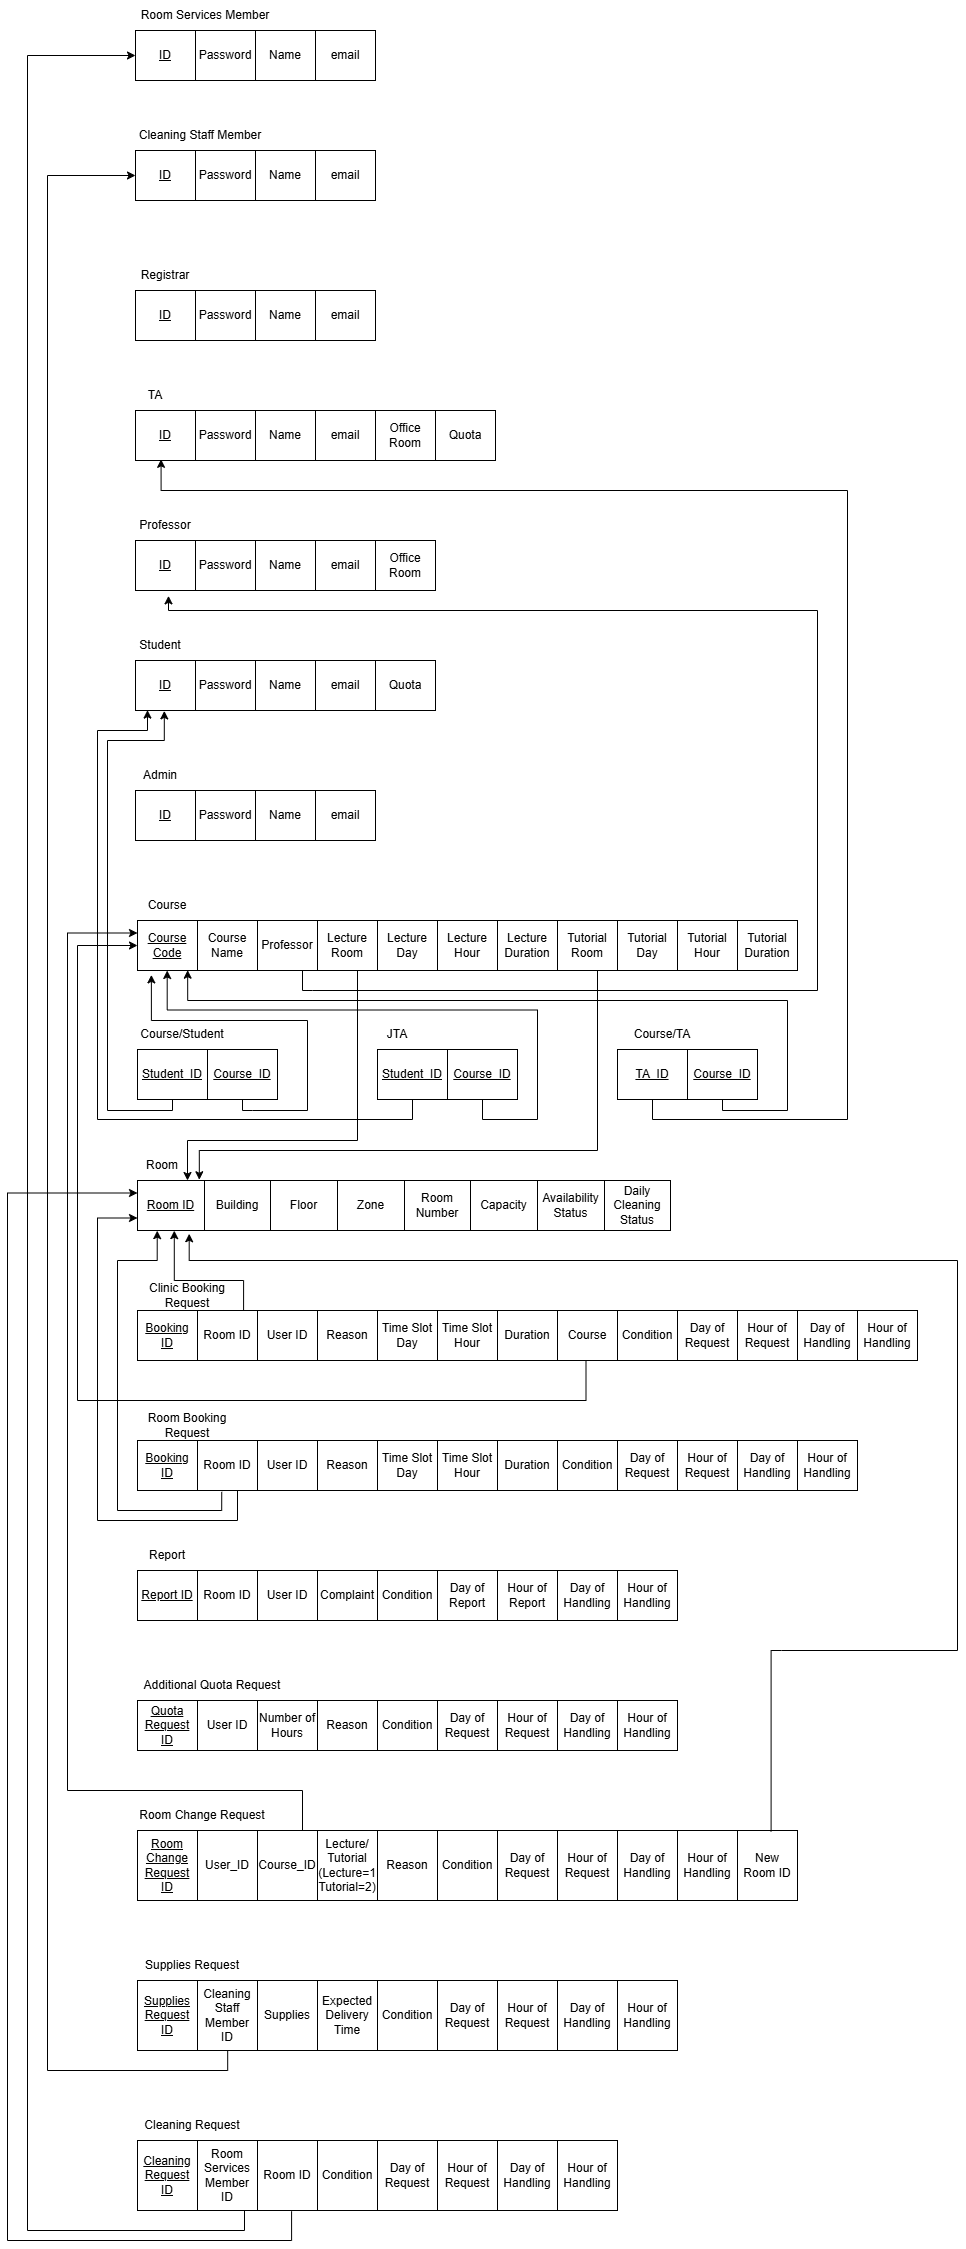 Room Services Member
ID Password Name email
Cleaning Staff Member
ID Password Name email
Registrar
ID Password Name email
TA
ID Password Name email Office Room Quota
Professor
ID Password Name email Office Room
Student
ID Password Name email Quota
Admin
ID Password Name email
Course
Course Code Course Name Professor Lecture Room Lecture Day Lecture Hour Lecture Duration Tutorial Room Tutorial Day Tutorial Hour Tutorial Duration
Course/Student JTA Course/TA
Student_ID Course_ID Student_ID Course_ID TA_ID Course_ID
Room
Room ID Building Floor Zone Room Number Capacity Availability Status Daily Cleaning Status
Clinic Booking
Request
Booking ID Room ID User ID Reason Time Slot Day Time Slot Hour Duration Course Condition Day of Request Hour of Request Day of Handling Hour of Handling
Room Booking
Request
Booking ID Room ID User ID Reason Time Slot Day Time Slot Hour Duration Condition Day of Request Hour of Request Day of Handling Hour of Handling
Report
Report ID Room ID User ID Complaint Condition Day of Report Hour of Report Day of Handling Hour of Handling
Additional Quota Request
Quota Request ID User ID Number of Hours Reason Condition Day of Request Hour of Request Day of Handling Hour of Handling
Room Change Request
Room Change Request ID User_ID Course_ID Lecture/ Tutorial (Lecture=1 Tutorial=2) Reason Condition Day of Request Hour of Request Day of Handling Hour of Handling New Room ID
Supplies Request
Supplies Request ID Cleaning Staff Member ID Supplies Expected Delivery Time Condition Day of Request Hour of Request Day of Handling Hour of Handling
Cleaning Request
Cleaning Request ID Room Services Member ID Room ID Condition Day of Request Hour of Request Day of Handling Hour of Handling